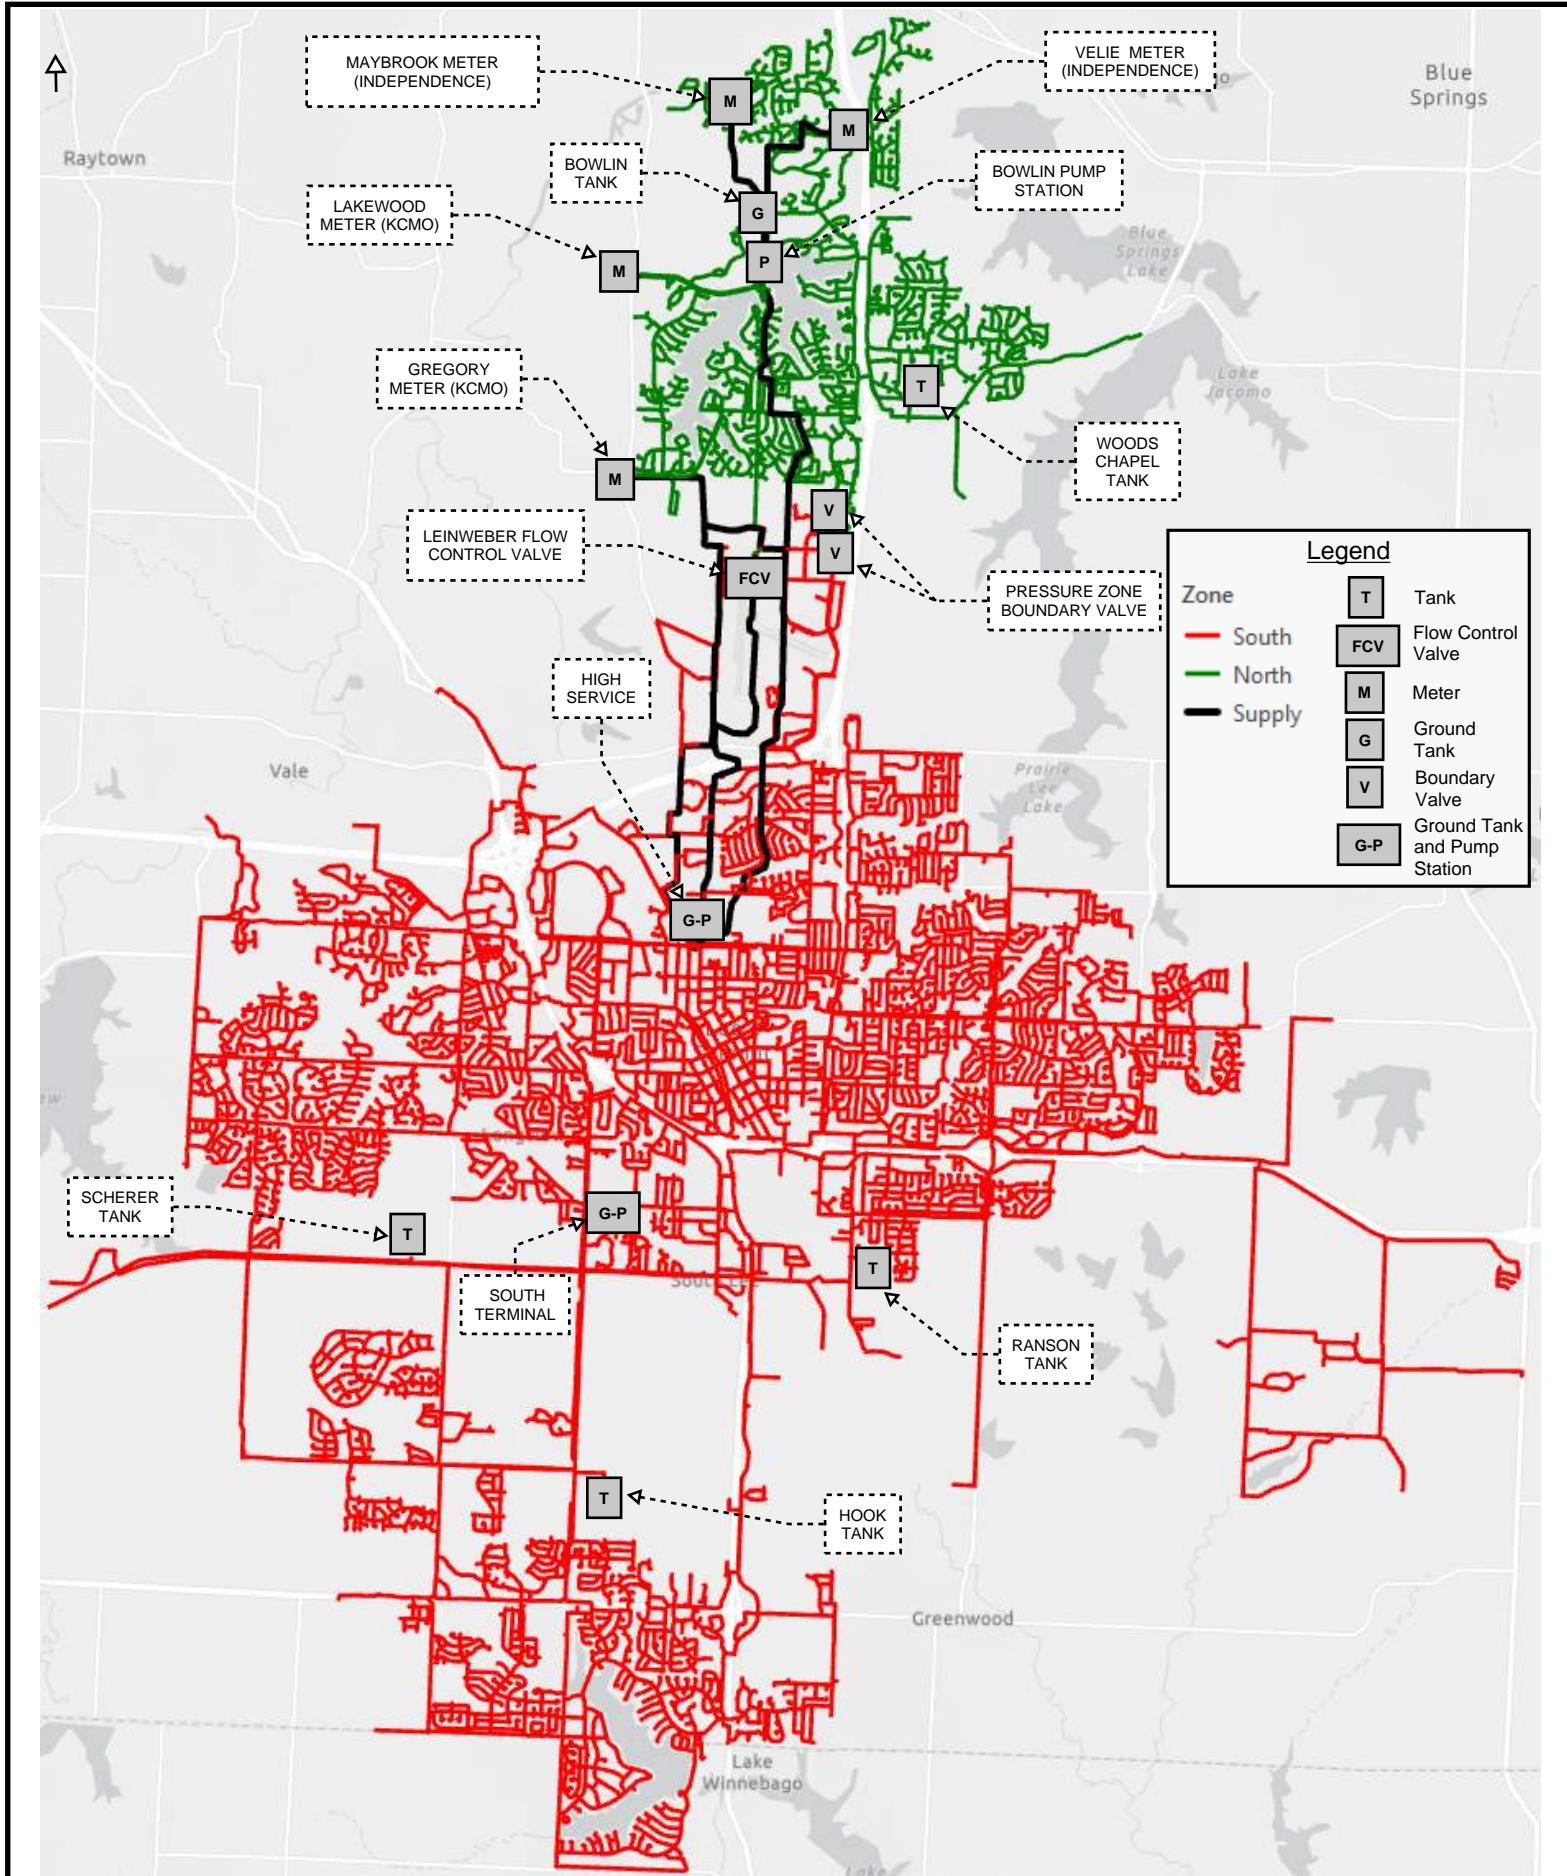 MAYBROOK METER
(INDEPENDENCE)
VELIE METER
(INDEPENDENCE)
Blue
Springs
M
M
Raytown
BOWLIN
TANK
BOWLIN PUMP
STATION
LAKEWOOD
METER (KCMO)
G
Blue
Springs
Lake
M
P
GREGORY
METER (KCMO)
Lake
Jacomo
T
WOODS
CHAPEL
TANK
M
V
LEINWEBER FLOW
CONTROL VALVE
V
FCV
PRESSURE ZONE
BOUNDARY VALVE
Legend
Zone
South
North
Supply
T
Tank
FCV
Flow Control
Valve
M
Meter
G
Ground
Tank
V
Boundary
Valve
G-P
Ground Tank
and Pump
Station
HIGH
SERVICE
Vale
Prairie
Lee
Lake
G-P
SCHERER
TANK
T
G-P
SOUTH
TERMINAL
T
RANSON
TANK
T
HOOK
TANK
Greenwood
Lake
Winnebago
Lake